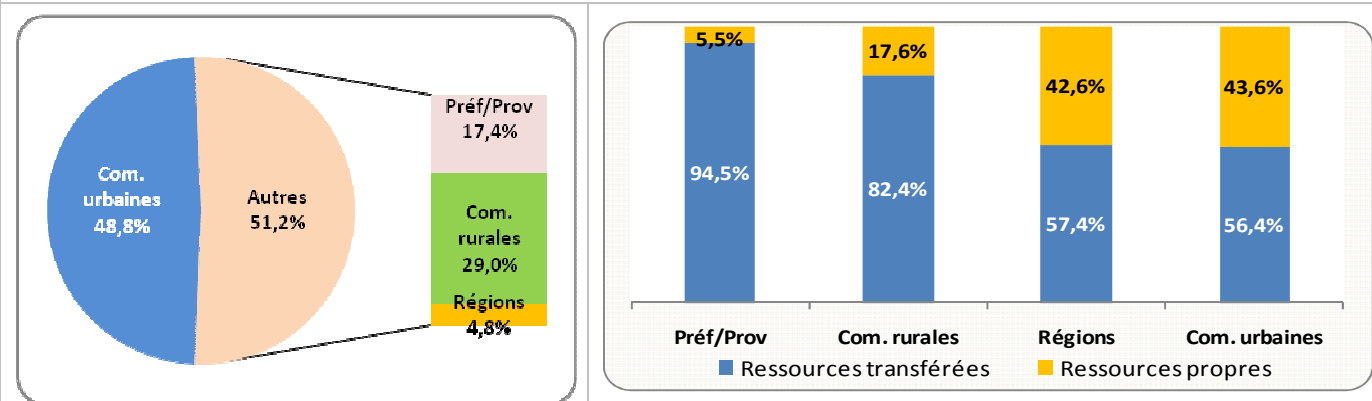 Com.
urbaines
48,8%
Autres
51,2%
Préf/Prov
17,4%
Com.
rurales
29,0%
Régions
4,8%
5,5%
17,6%
42,6%
43,6%
94,5%
82,4%
57,4%
56,4%
Préf/Prov Com. rurales Régions Com. urbaines
Ressources transférées Ressources propres